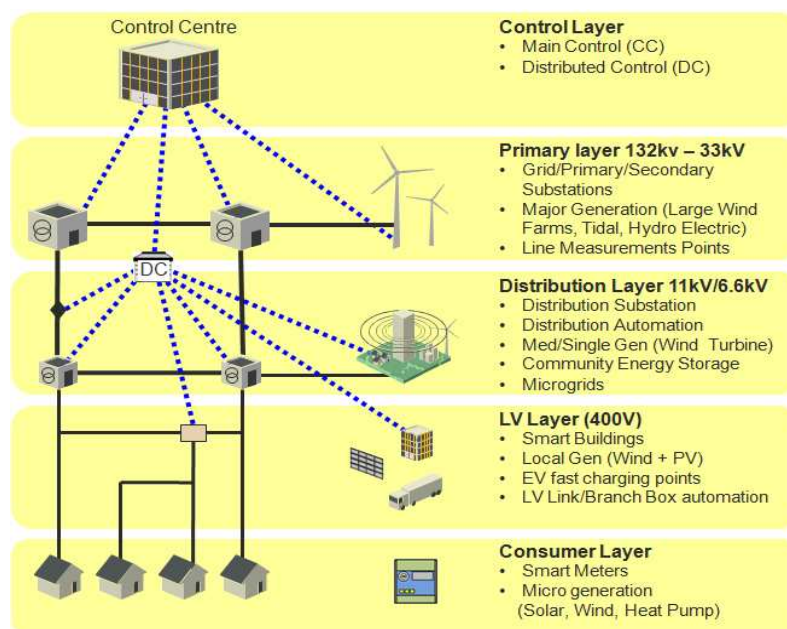 Control Centre
Control Layer
• Main Control (CC)
• Distributed Control (DC)
Primary layer 132kv – 33kV
• Grid/Primary/Secondary
Substations
• Major Generation (Large Wind
Farms, Tidal, Hydro Electric)
• Line Measurements Points
DC
Distribution Layer 11kV/6.6kV
• Distribution Substation
• Distribution Automation
• Med/Single Gen (Wind Turbine)
• Community Energy Storage
• Microgrids
LV Layer (400V)
• Smart Buildings
• Local Gen (Wind + PV)
• EV fast charging points
• LV Link/Branch Box automation
Consumer Layer
• Smart Meters
• Micro generation
(Solar, Wind, Heat Pump)